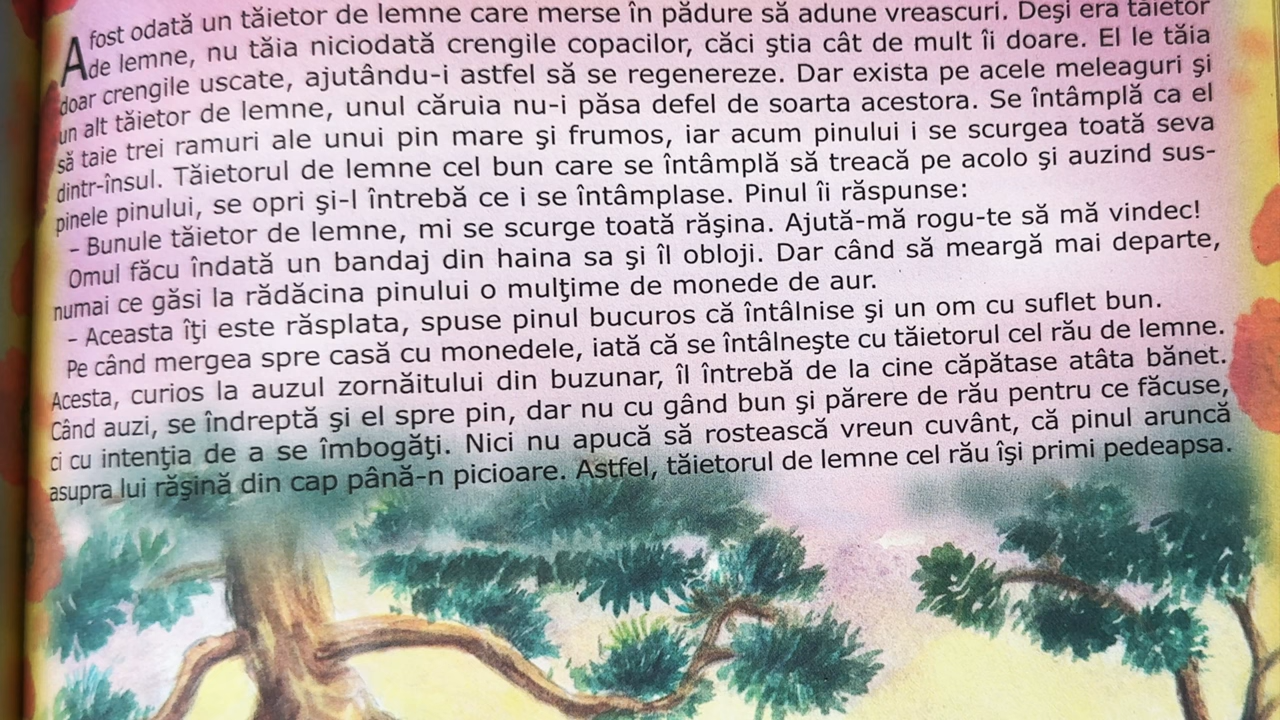 A fost odată un tăietor de lemne care merse în pădure să adune vreascuri. Deşi era tăietor
de lemne, nu tăia niciodată crengile copacilor, căci ştia cât de mult îi doare. El le tăia
doar crengile uscate, ajutându-i astfel să se regenereze. Dar exista pe acele meleaguri şi
un alt tăietor de lemne, unul căruia nu-i păsa defel de soarta acestora. Se întâmplă ca el
să taie trei ramuri ale unui pin mare şi frumos, iar acum pinului i se scurgea toată seva
dintr-însul. Tăietorul de lemne cel bun care se întâmplă să treacă pe acolo şi auzind sus-
pinele pinului, se opri şi-l întrebă ce i se întâmplase. Pinul îi răspunse:
– Bunule tăietor de lemne, mi se scurge toată răşina. Ajută-mă rogu-te să mă vindec!
Omul făcu îndată un bandaj din haina sa şi îl obloji. Dar când să meargă mai departe,
numai ce găsi la rădăcina pinului o mulţime de monede de aur.
– Aceasta îţi este răsplata, spuse pinul bucuros că întâlnise şi un om cu suflet bun.
Pe când mergea spre casă cu monedele, iată că se întâlneşte cu tăietorul cel rău de lemne.
Acesta, curios la auzul zornăitului din buzunar, îl întrebă de la cine căpătase atâta bănet.
Când auzi, se îndreptă şi el spre pin, dar nu cu gând bun şi părere de rău pentru ce făcuse,
ci cu intenţia de a se îmbogăţi. Nici nu apucă să rostească vreun cuvânt, că pinul aruncă
asupra lui răşină din cap până-n picioare. Astfel, tăietorul de lemne cel rău îşi primi pedeapsa.